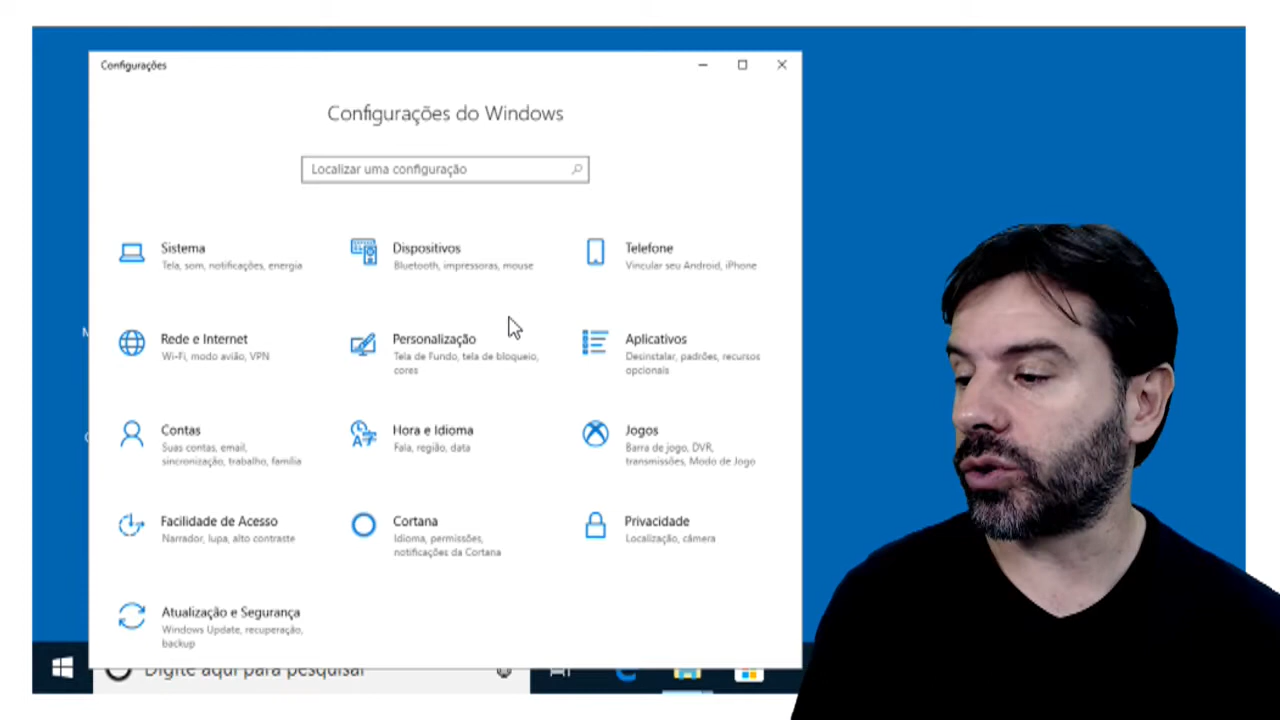 Configurações
Configurações do Windows
Localizar uma configuração
Sistema
Tela, som, notificações, energia
Dispositivos
Bluetooth, impressoras, mouse
Telefone
Vincular seu Android, iPhone
Rede e Internet
Wi-Fi, modo avião, VPN
Personalização
Tela de Fundo, tela de bloqueio,
cores
Aplicativos
Desinstalar, padrões, recursos
opcionais
Contas
Suas contas, email,
sincronização, trabalho, família
Hora e Idioma
Fala, região, data
Jogos
Barra de jogo, DVR,
transmissões, Modo de Jogo
Facilidade de Acesso
Narrador, lupa, alto contraste
Cortana
Idioma, permissões,
notificações da Cortana
Privacidade
Localização, câmera
Atualização e Segurança
Windows Update, recuperação,
backup
Digite aqui para pesquisar